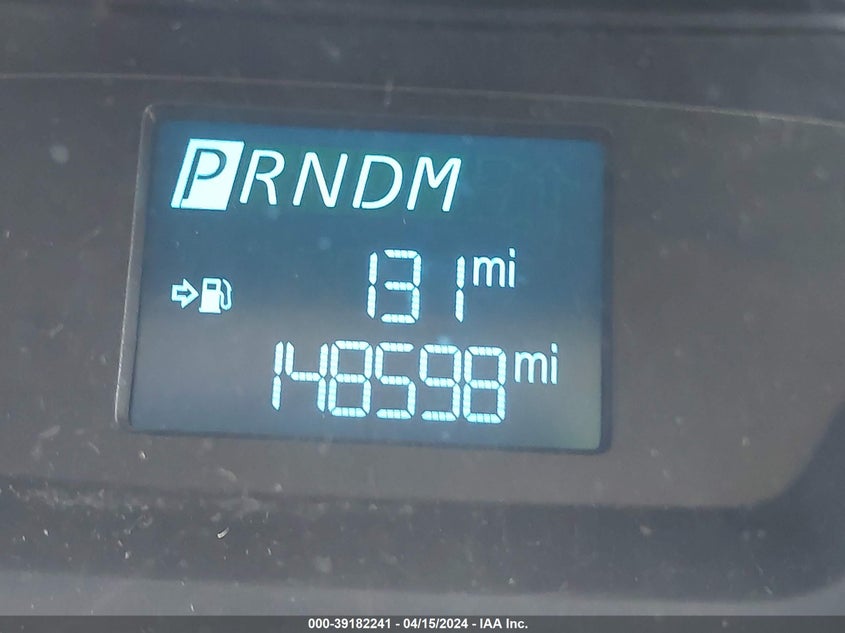 PRNDM
131 mi
148598 mi
000-39182241 - 04/15/2024 - IAA Inc.